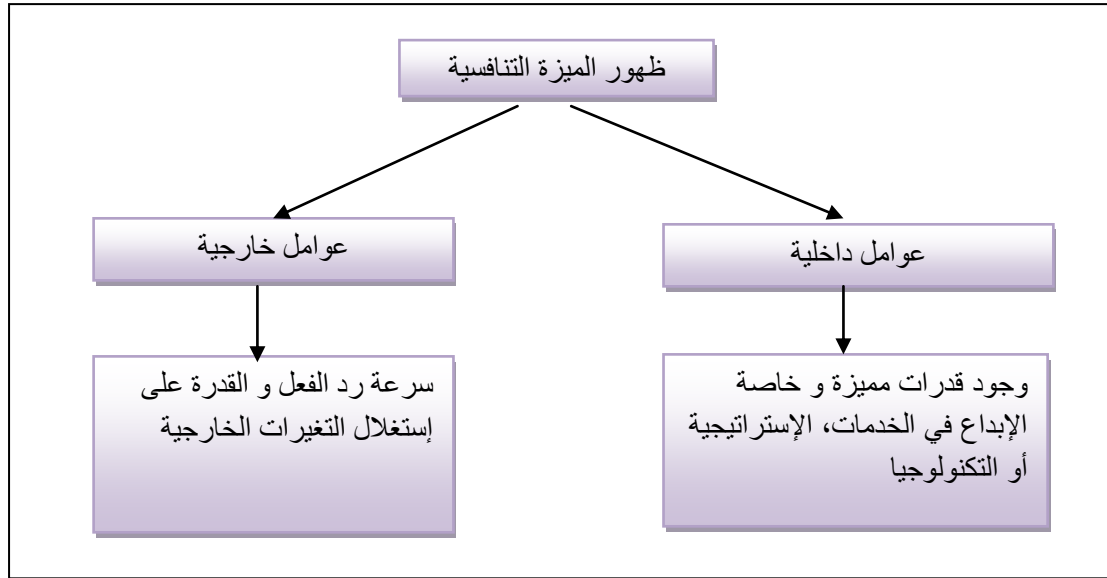 ظهور الميزة التنافسية
عوامل داخلية
عوامل خارجية
وجود قدرات مميزة و خاصة
الإبداع في الخدمات، الإستراتيجية
أو التكنولوجيا
سرعة رد الفعل و القدرة على
إستغلال التغيرات الخارجية